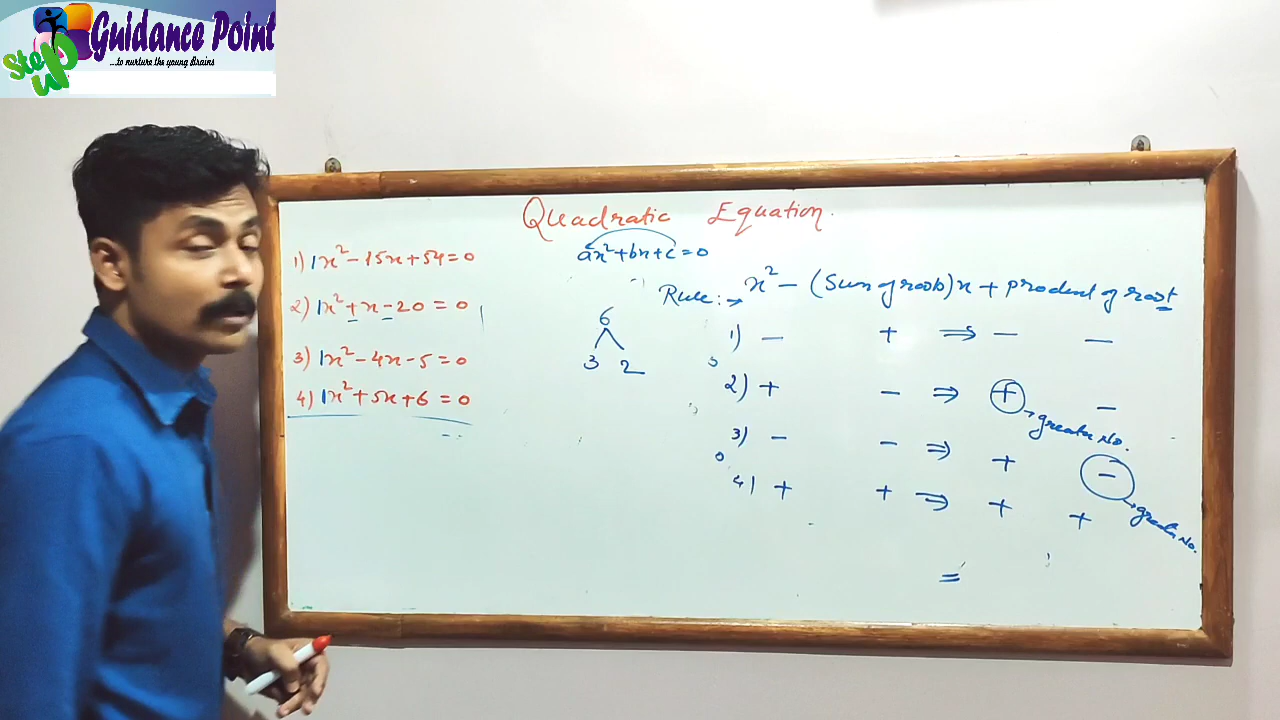 Step up Guidance Point
...to nurture the young Brains
Quadratic Equation.
1) 1x² - 15x + 54 = 0
2) 1x² + x - 20 = 0
3) 1x² - 4x - 5 = 0
4) 1x² + 5x + 6 = 0
ax² + bx + c = 0
6
3 2
Rule: → x² - (Sum of roots)x + product of root
1) - + ⇒ - -
2) + - ⇒ + -
→ greater No.
3) - - ⇒ + -
→ greater No.
4) + + ⇒ + +
=